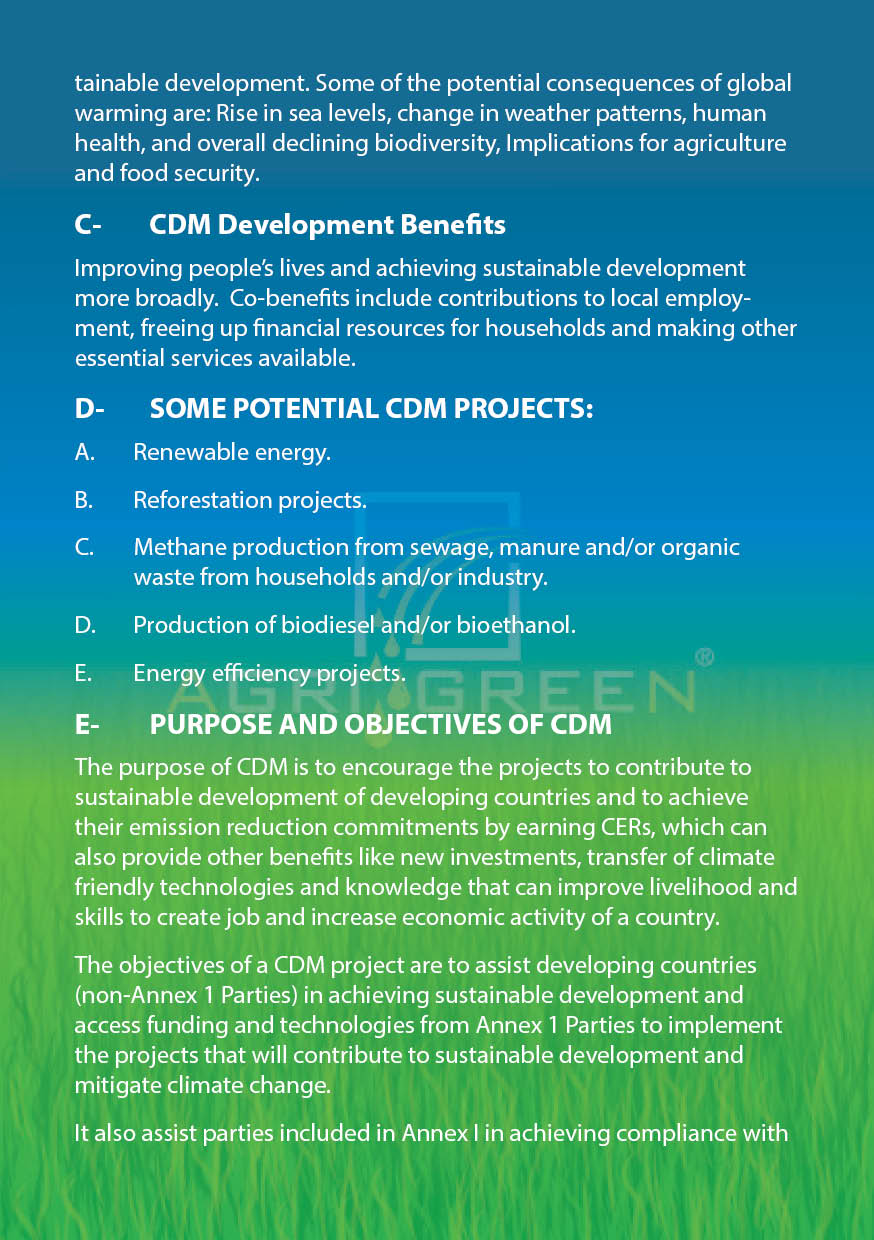 tainable development. Some of the potential consequences of global
warming are: Rise in sea levels, change in weather patterns, human
health, and overall declining biodiversity, Implications for agriculture
and food security.
C- CDM Development Benefits
Improving people’s lives and achieving sustainable development
more broadly.  Co-benefits include contributions to local employ-
ment, freeing up financial resources for households and making other
essential services available.
D- SOME POTENTIAL CDM PROJECTS:
A. Renewable energy.
B. Reforestation projects.
C. Methane production from sewage, manure and/or organic
waste from households and/or industry.
D. Production of biodiesel and/or bioethanol.
E. Energy efficiency projects.
AGRI GREEN®
E- PURPOSE AND OBJECTIVES OF CDM
The purpose of CDM is to encourage the projects to contribute to
sustainable development of developing countries and to achieve
their emission reduction commitments by earning CERs, which can
also provide other benefits like new investments, transfer of climate
friendly technologies and knowledge that can improve livelihood and
skills to create job and increase economic activity of a country.
The objectives of a CDM project are to assist developing countries
(non-Annex 1 Parties) in achieving sustainable development and
access funding and technologies from Annex 1 Parties to implement
the projects that will contribute to sustainable development and
mitigate climate change.
It also assist parties included in Annex I in achieving compliance with